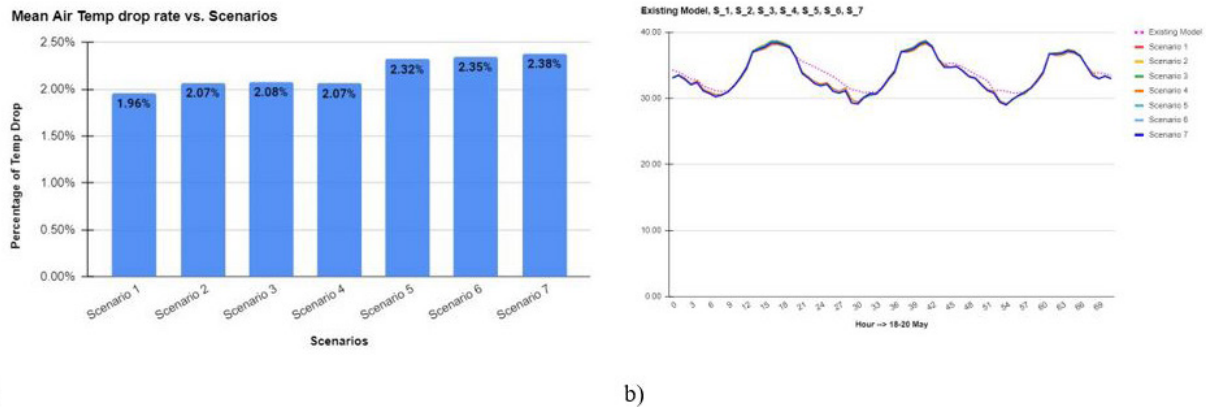 Mean Air Temp drop rate vs. Scenarios
Percentage of Temp Drop
2.50%
2.00%
1.50%
1.00%
0.50%
0.00%
1.96%
2.07%
2.08%
2.07%
2.32%
2.35%
2.38%
Scenario 1
Scenario 2
Scenario 3
Scenario 4
Scenario 5
Scenario 6
Scenario 7
Scenarios
Existing Model, S_1, S_2, S_3, S_4, S_5, S_6, S_7
40.00
30.00
20.00
10.00
0.00
0
3
6
9
12
15
18
21
24
27
30
33
36
39
42
45
48
51
54
57
60
63
66
69
Hour --> 18-20 May
Existing Model
Scenario 1
Scenario 2
Scenario 3
Scenario 4
Scenario 5
Scenario 6
Scenario 7
b)